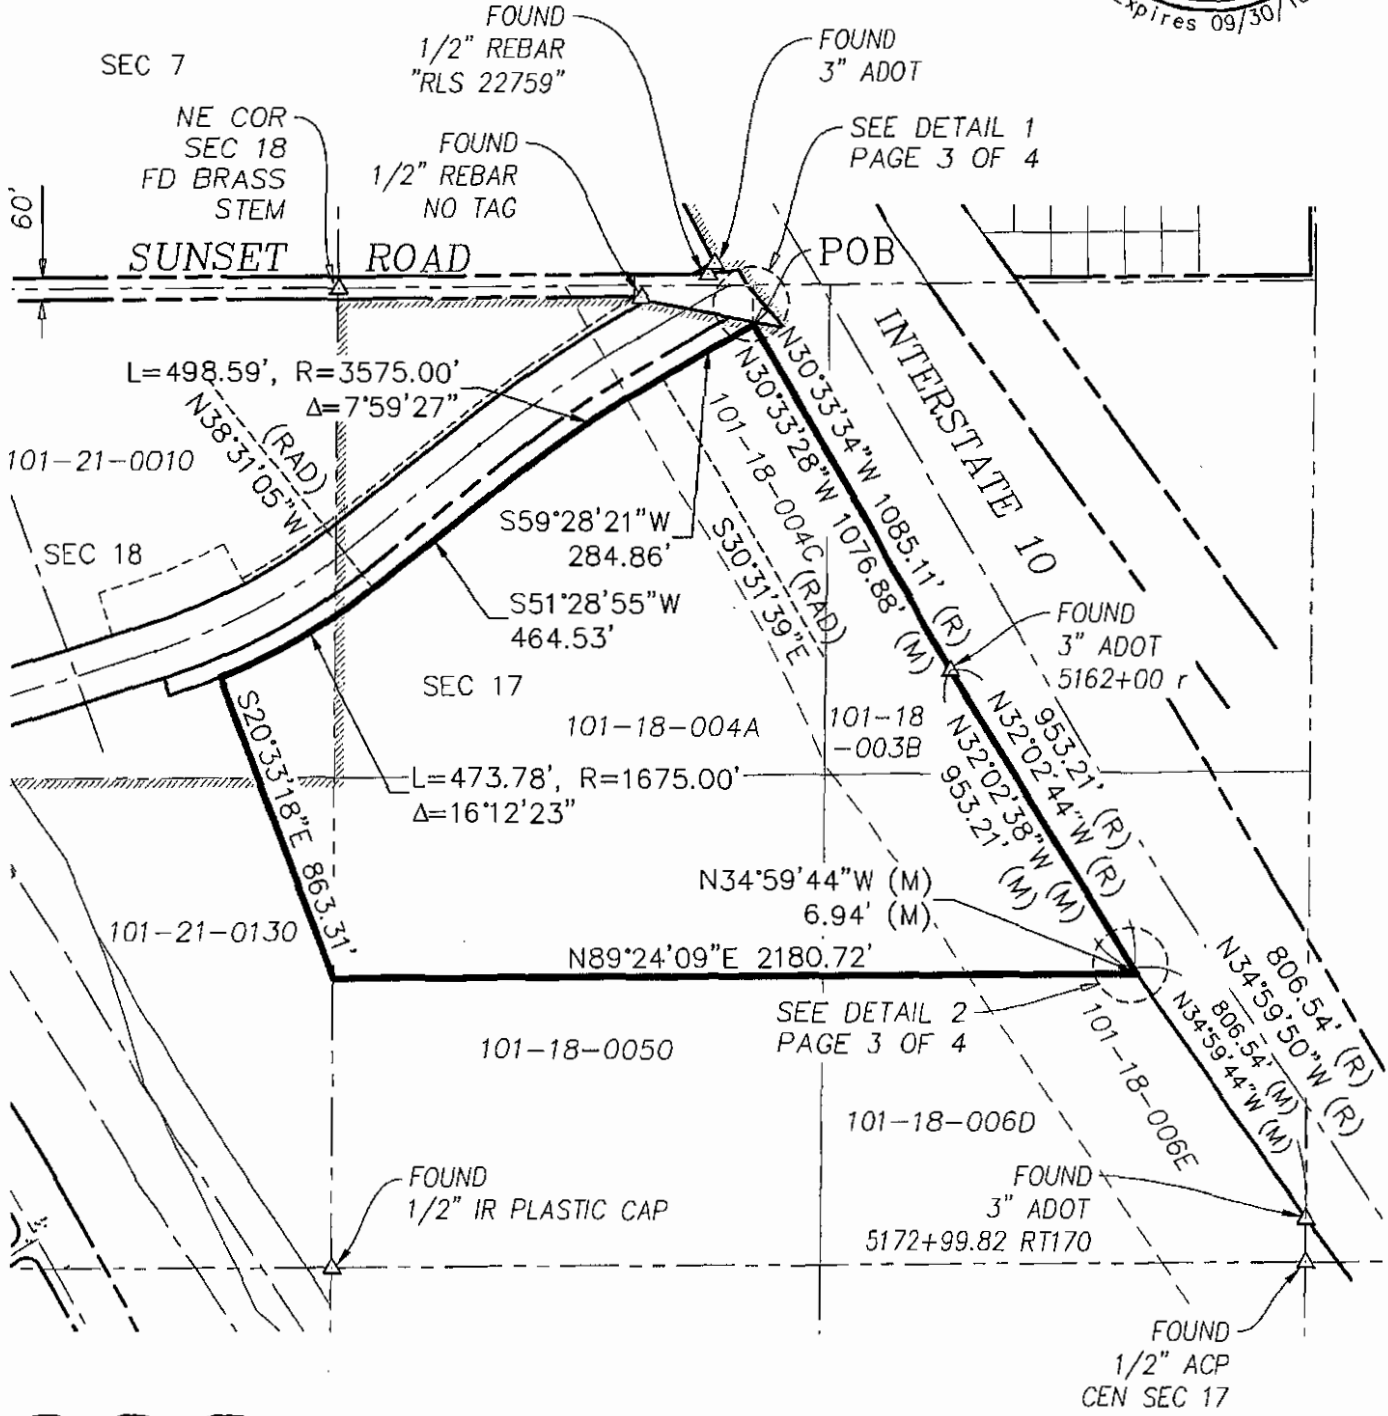 Expires 09/30/1
SEC 7
FOUND
1/2" REBAR
"RLS 22759"
FOUND
3" ADOT
NE COR
SEC 18
FD BRASS
STEM
FOUND
1/2" REBAR
NO TAG
SEE DETAIL 1
PAGE 3 OF 4
60'
SUNSET ROAD
POB
INTERSTATE 10
L=498.59', R=3575.00'
Δ=7°59'27"
N38°31'05"W
(RAD)
N30°33'34"W 1085.11' (R)
N30°33'28"W 1076.88' (M)
101-18-004C
S30°31'39"E
(RAD)
101-21-0010
SEC 18
S59°28'21"W
284.86'
S51°28'55"W
464.53'
FOUND
3" ADOT
5162+00 r
SEC 17
101-18-004A
101-18
-003B
953.21' (R)
N32°02'44"W (R)
N32°02'38"W (M)
953.21' (M)
L=473.78', R=1675.00'
Δ=16°12'23"
S20°33'18"E 863.31'
N34°59'44"W (M)
6.94' (M)
101-21-0130
N89°24'09"E 2180.72'
SEE DETAIL 2
PAGE 3 OF 4
806.54' (R)
N34°59'50"W (R)
806.54' (M)
N34°59'44"W (M)
101-18-0050
101-18-006E
101-18-006D
FOUND
1/2" IR PLASTIC CAP
FOUND
3" ADOT
5172+99.82 RT170
FOUND
1/2" ACP
CEN SEC 17